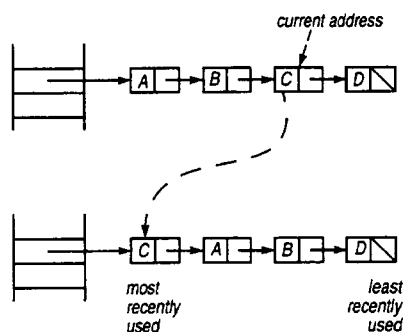 current address
A B C D
C A B D
most recently used
least recently used